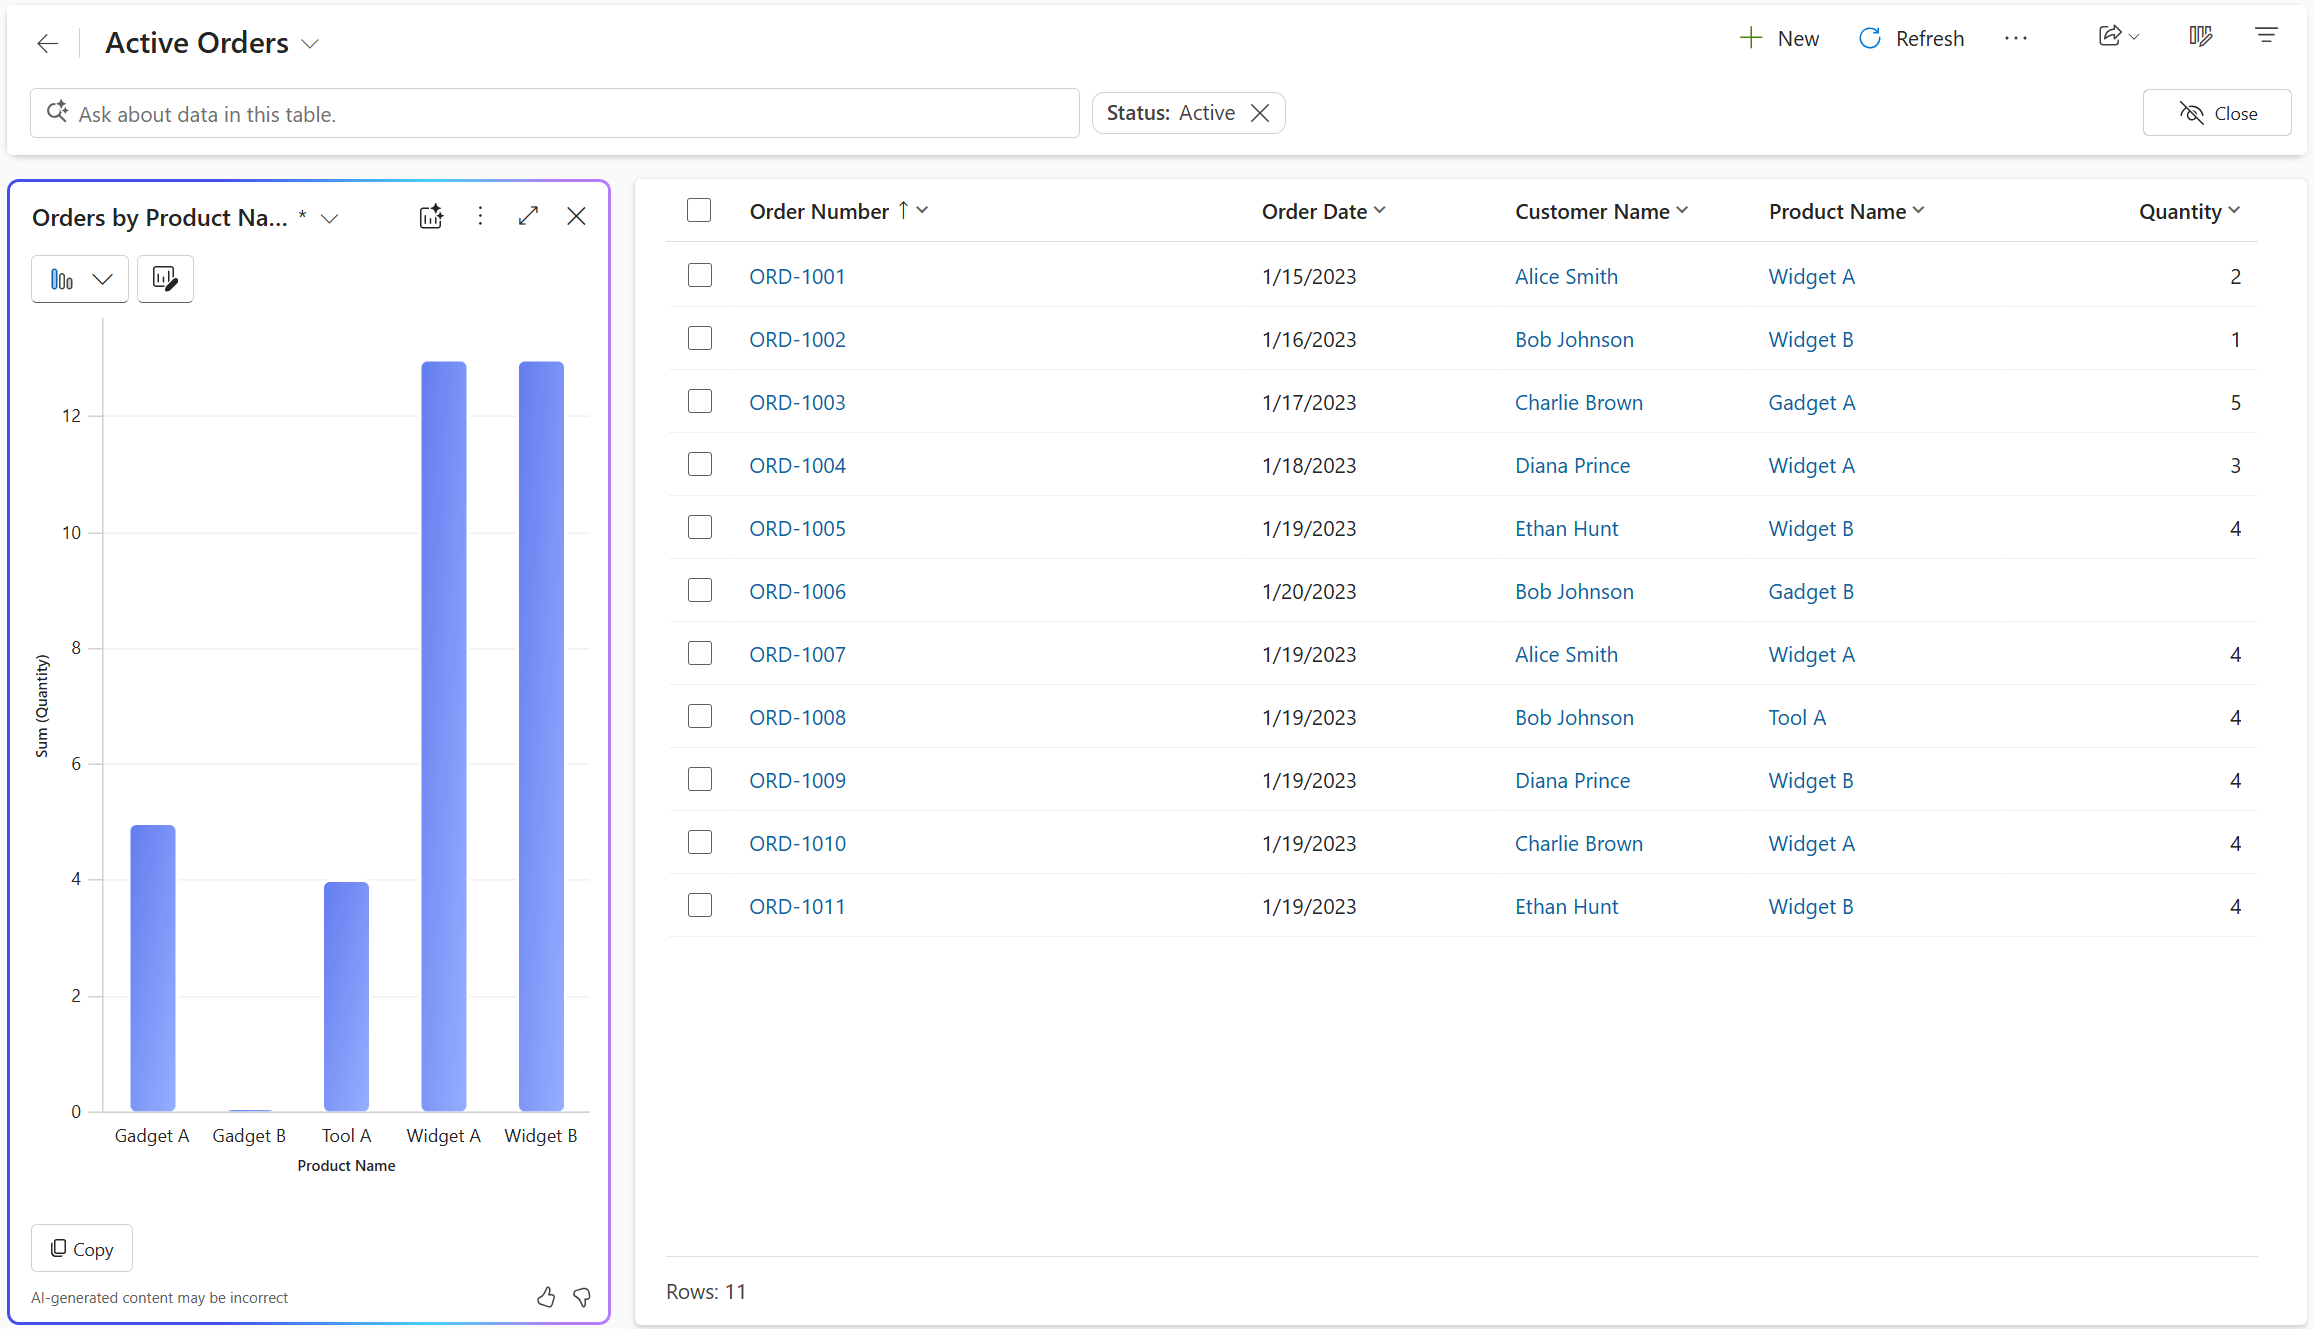 Active Orders
New
Refresh
Ask about data in this table.
Status: Active
Close
Orders by Product Na... *
12
10
8
6
4
2
0
Sum (Quantity)
Gadget A Gadget B Tool A Widget A Widget B
Product Name
Copy
AI-generated content may be incorrect
Order Number Order Date Customer Name Product Name Quantity
ORD-1001 1/15/2023 Alice Smith Widget A 2
ORD-1002 1/16/2023 Bob Johnson Widget B 1
ORD-1003 1/17/2023 Charlie Brown Gadget A 5
ORD-1004 1/18/2023 Diana Prince Widget A 3
ORD-1005 1/19/2023 Ethan Hunt Widget B 4
ORD-1006 1/20/2023 Bob Johnson Gadget B
ORD-1007 1/19/2023 Alice Smith Widget A 4
ORD-1008 1/19/2023 Bob Johnson Tool A 4
ORD-1009 1/19/2023 Diana Prince Widget B 4
ORD-1010 1/19/2023 Charlie Brown Widget A 4
ORD-1011 1/19/2023 Ethan Hunt Widget B 4
Rows: 11